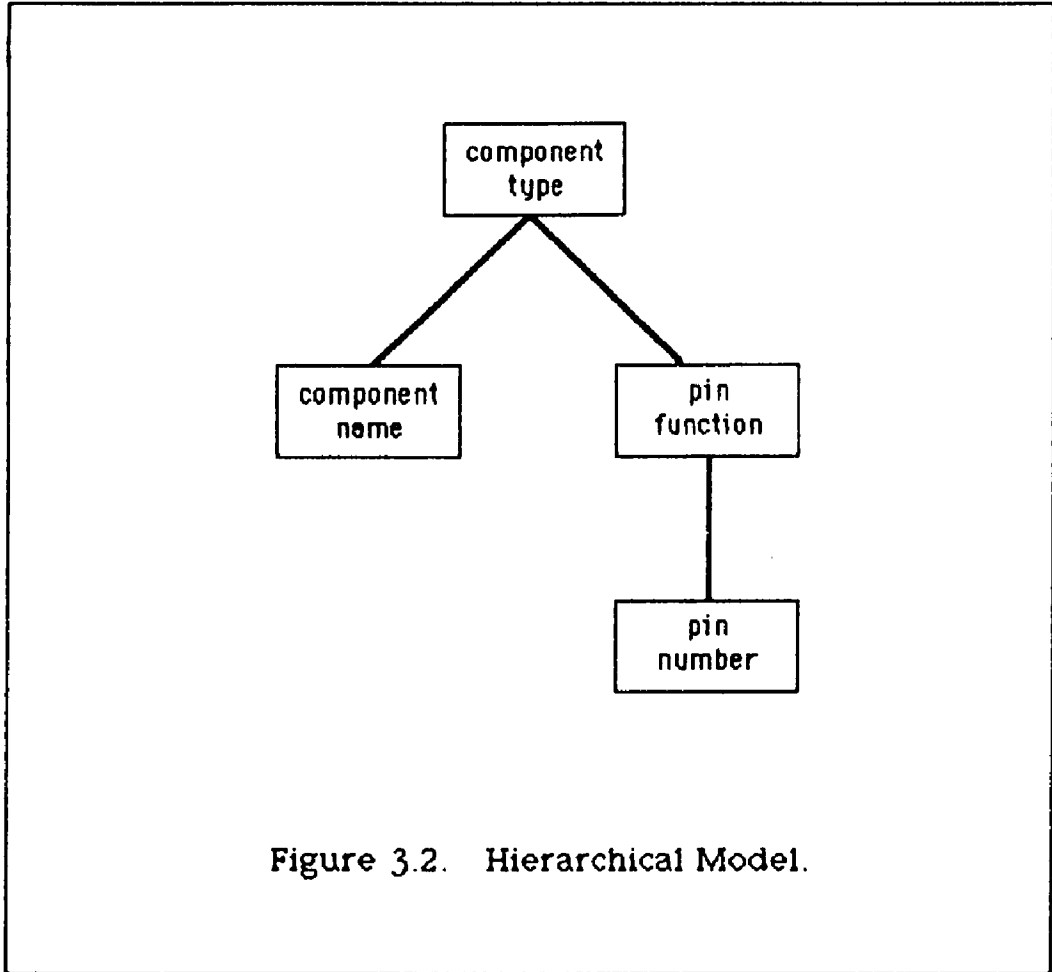 component
type
component
name
pin
function
pin
number
Figure 3.2. Hierarchical Model.